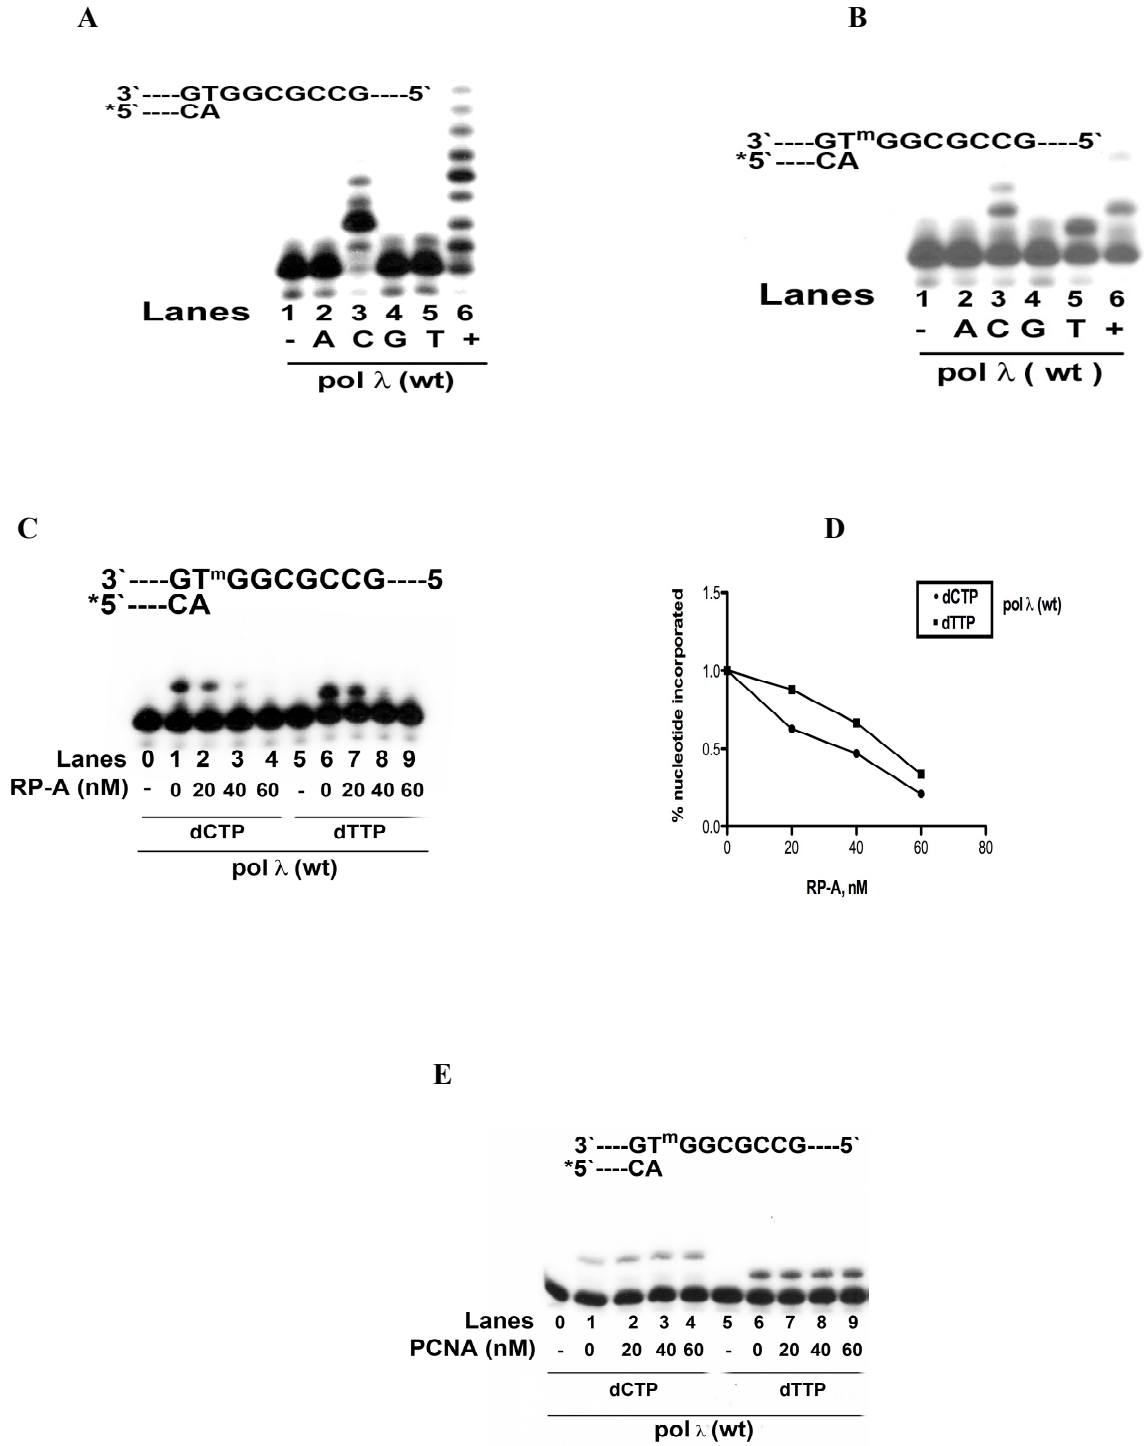 A
3`----GTGGCGCCG----5`
*5`----CA
Lanes 1 2 3 4 5 6
- A C G T +
pol λ (wt)
B
3`----GTᵐGGCGCCG----5`
*5`----CA
Lanes 1 2 3 4 5 6
- A C G T +
pol λ ( wt )
C
3`----GTᵐGGCGCCG----5
*5`----CA
Lanes 0 1 2 3 4 5 6 7 8 9
RP-A (nM) - 0 20 40 60 - 0 20 40 60
dCTP dTTP
pol λ (wt)
D
% nucleotide incorporated
1.5
1.0
0.5
0.0
0 20 40 60 80
RP-A, nM
dCTP
dTTP
pol λ (wt)
E
3`----GTᵐGGCGCCG----5`
*5`----CA
Lanes 0 1 2 3 4 5 6 7 8 9
PCNA (nM) - 0 20 40 60 - 0 20 40 60
dCTP dTTP
pol λ (wt)